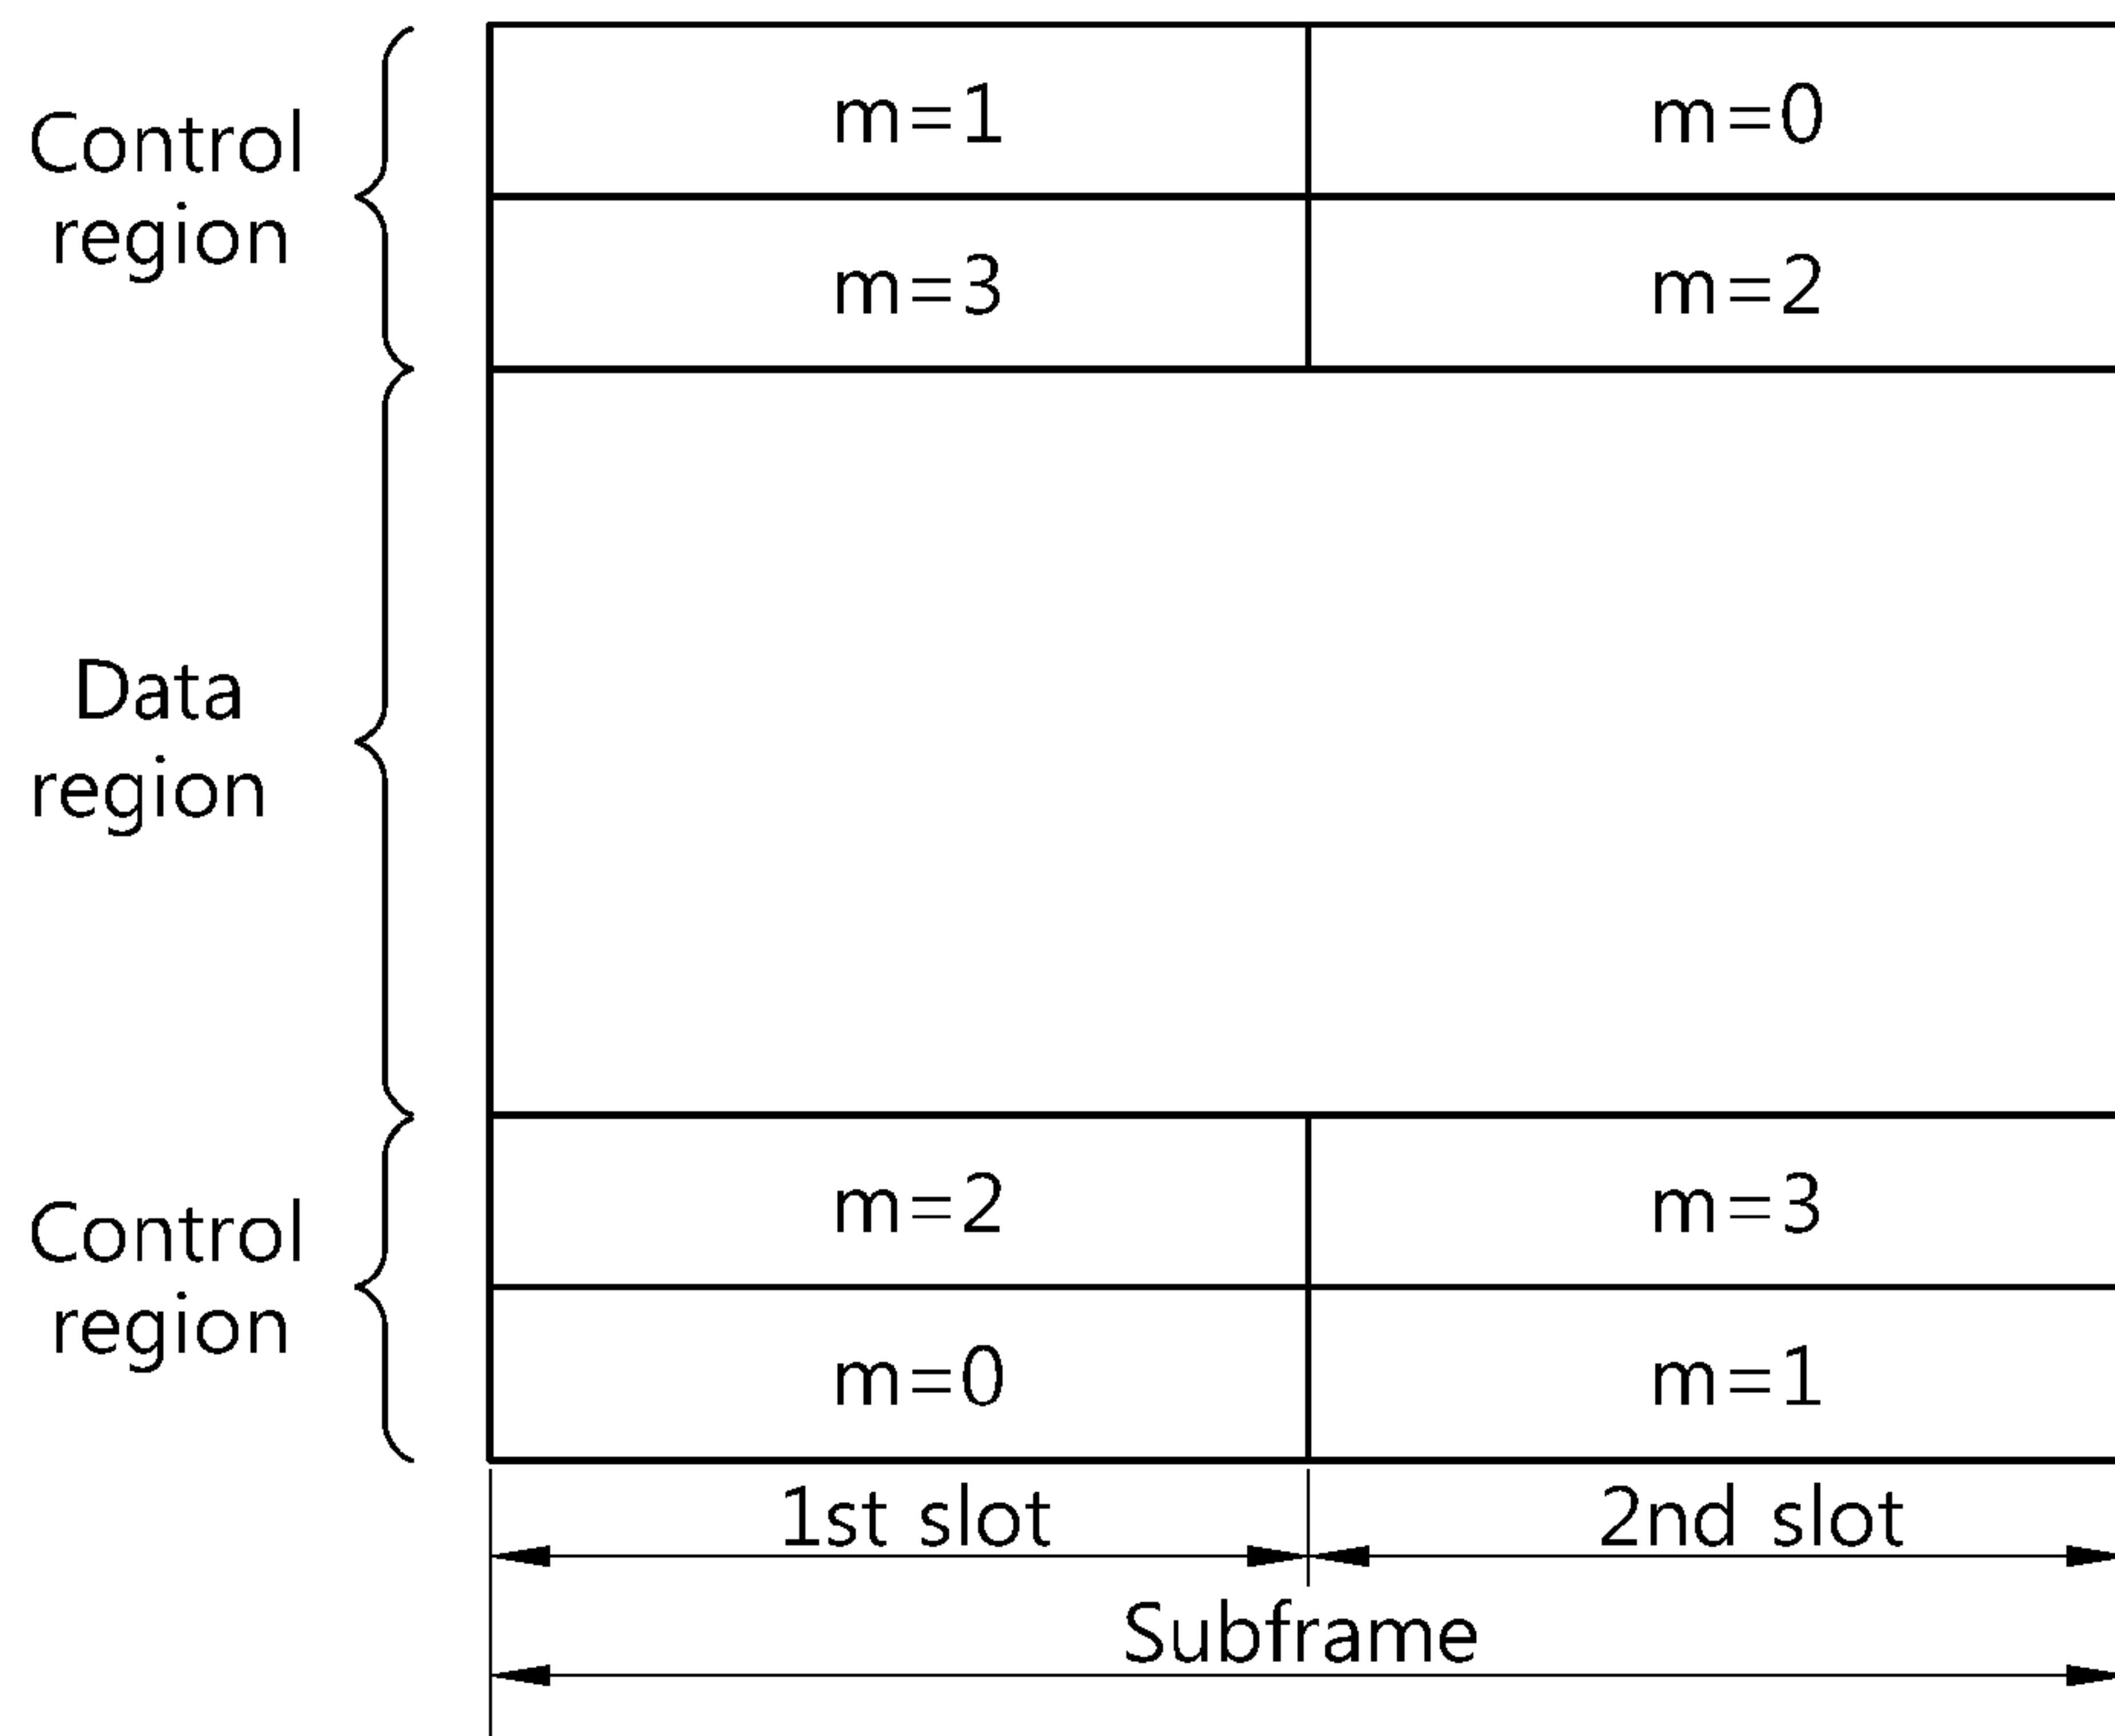 Control
region
m=1 m=0
m=3 m=2
Data
region
Control
region
m=2 m=3
m=0 m=1
1st slot 2nd slot
Subframe